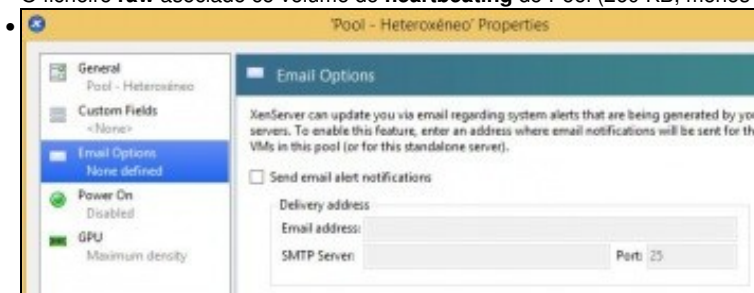 O ficheiro raw asociado co volume do heartbeating do Pool (260 KB, menos
'Pool - Heteroxéneo' Properties
General
Pool - Heteroxéneo
Custom Fields
<None>
Email Options
None defined
Power On
Disabled
GPU
Maximum density
Email Options
XenServer can update you via email regarding system alerts that are being generated by you
servers. To enable this feature, enter an address where email notifications will be sent for th
VMs in this pool (or for this standalone server).
Send email alert notifications
Delivery address
Email address:
SMTP Server:
Port: 25